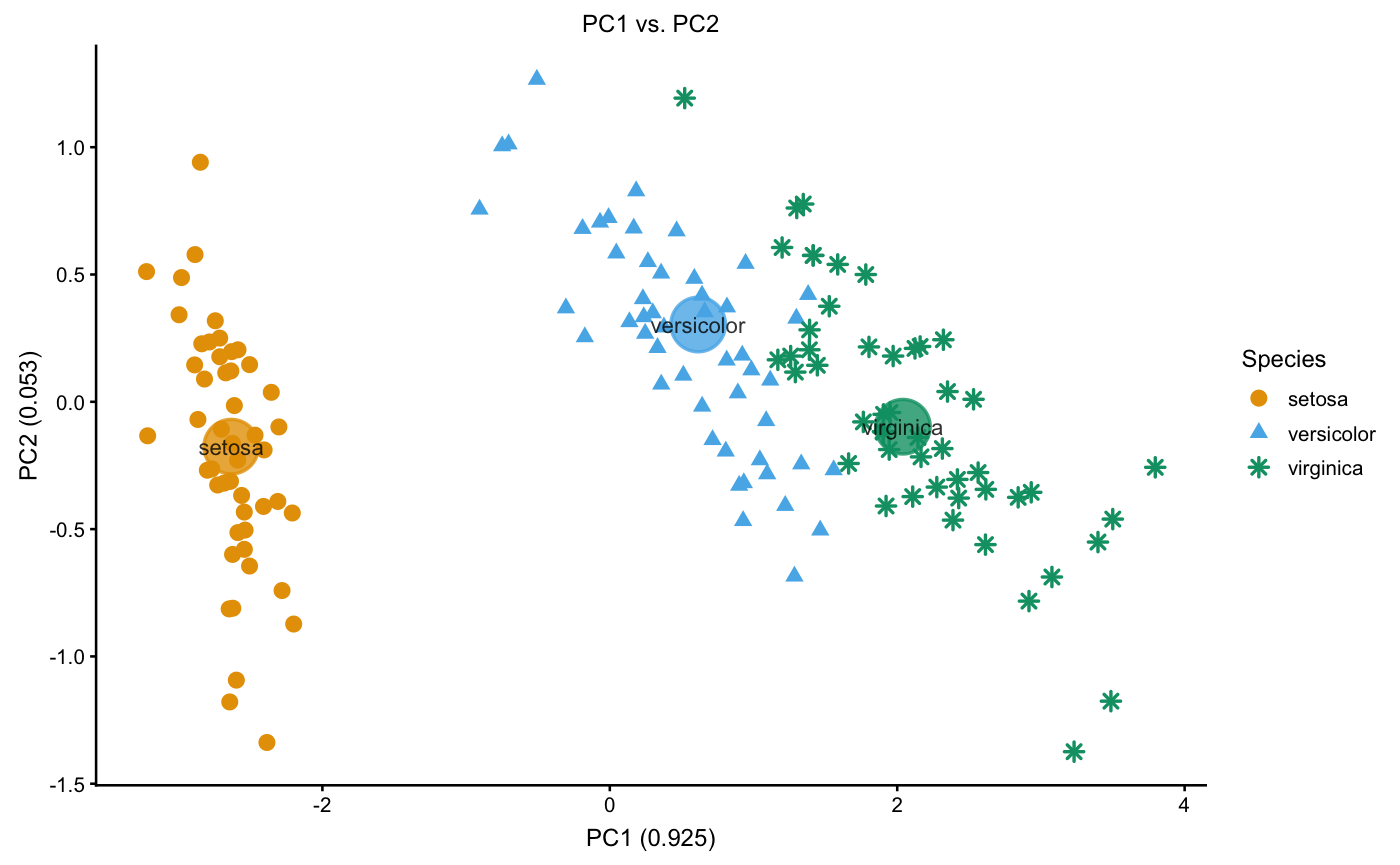 PC1 vs. PC2
1.0
0.5
0.0
-0.5
-1.0
-1.5
PC2 (0.053)
versicolor
virginica
setosa
-2
0
2
4
PC1 (0.925)
Species
setosa
versicolor
virginica